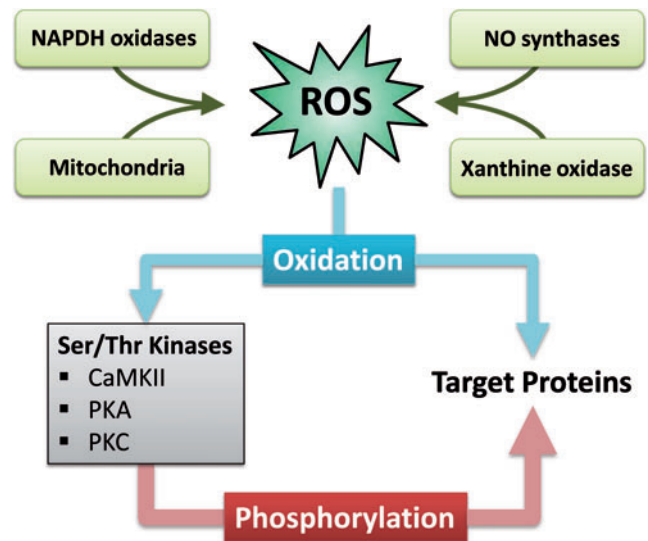 NAPDH oxidases
NO synthases
ROS
Mitochondria
Xanthine oxidase
Oxidation
Ser/Thr Kinases
▪ CaMKII
▪ PKA
▪ PKC
Target Proteins
Phosphorylation